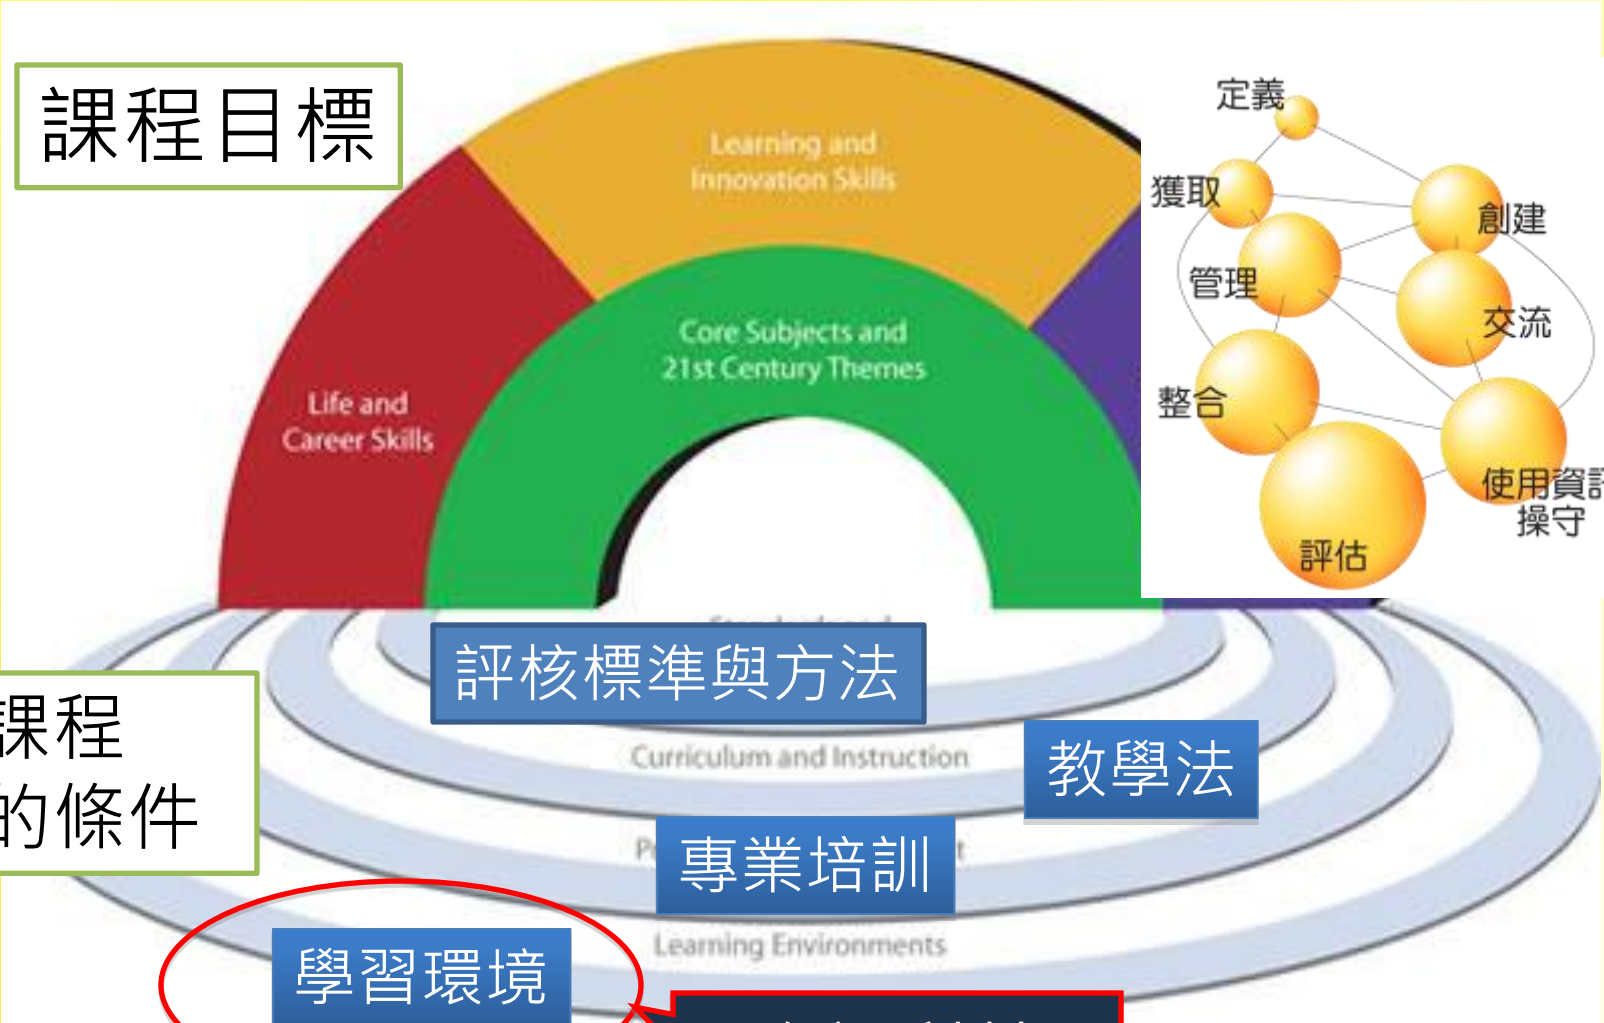 課程目標
Learning and
Innovation Skills
Core Subjects and
21st Century Themes
Life and
Career Skills
定義
獲取
創建
管理
交流
整合
使用資
操守
評估
評核標準與方法
Curriculum and Instruction
教學法
課程
的條件
專業培訓
Learning Environments
學習環境